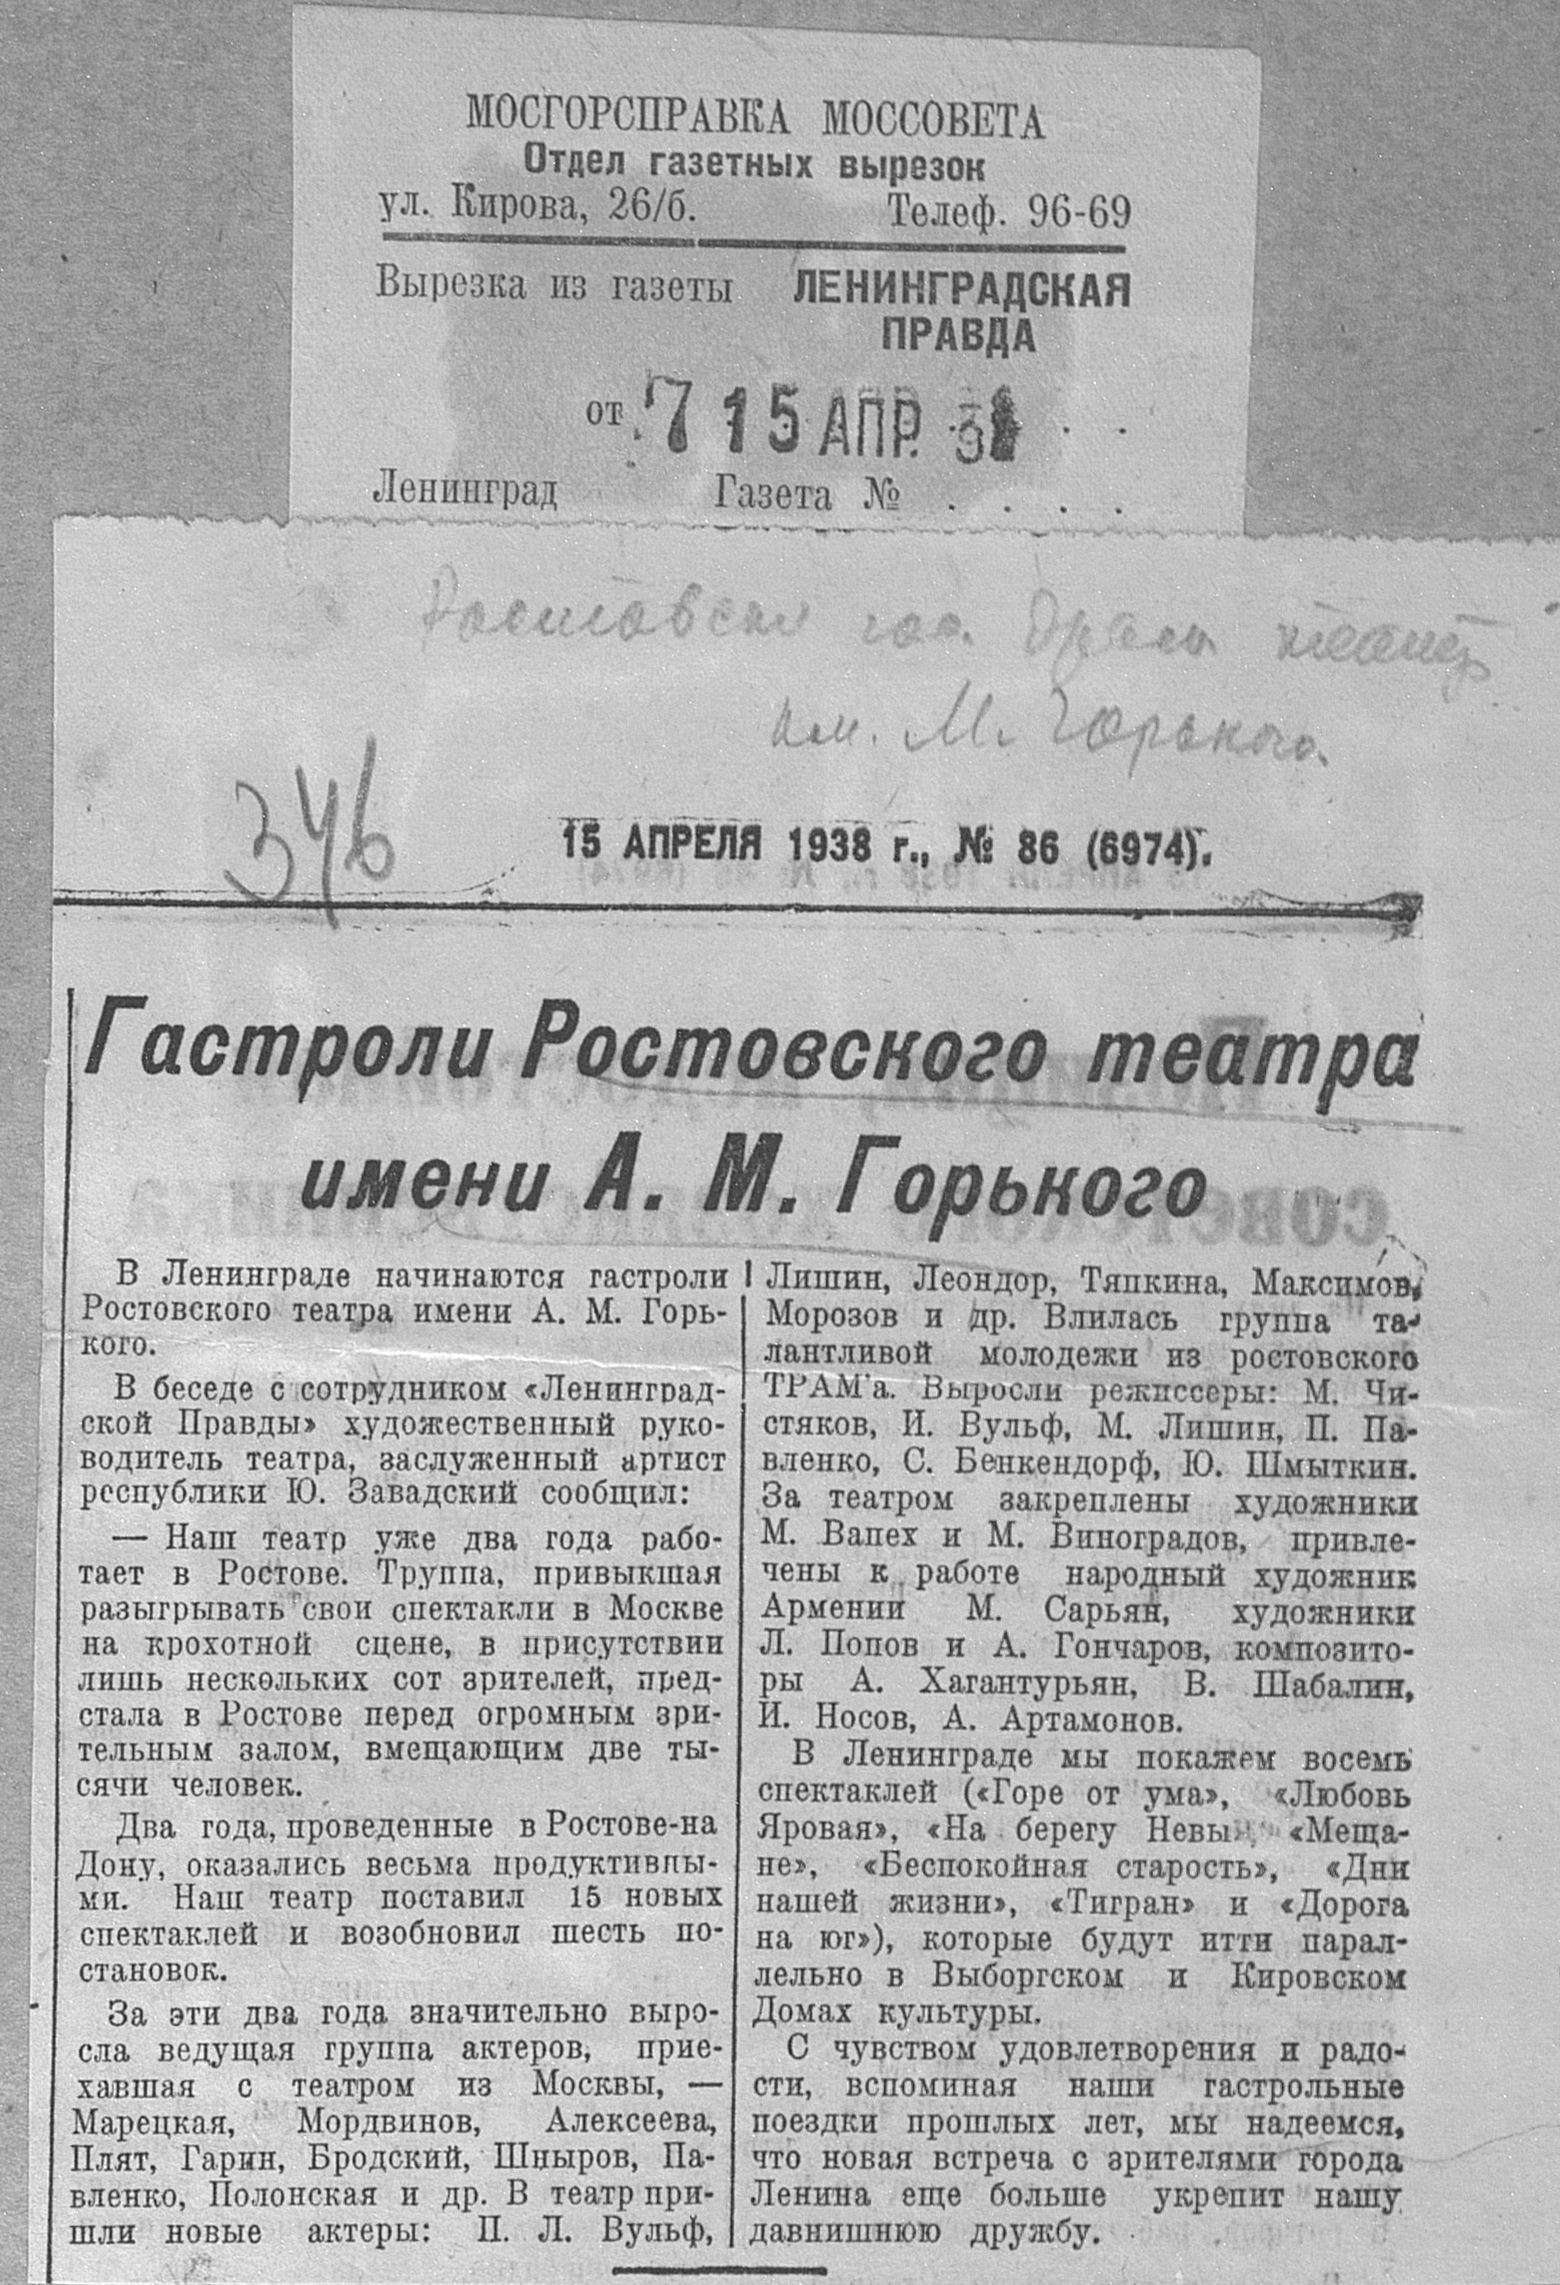 МОСГОРСПРАВКА МОССОВЕТА
Отдел газетных вырезок
ул. Кирова, 26/б. Телеф. 96-69
Вырезка из газеты ЛЕНИНГРАДСКАЯ
ПРАВДА
от 7 15 АПР. 38
Ленинград Газета № . . . .
Ростовский гос. Драм театр
им. М. Горького.
346
15 АПРЕЛЯ 1938 г., № 86 (6974).
Гастроли Ростовского театра
имени А. М. Горького
В Ленинграде начинаются гастроли
Ростовского театра имени А. М. Горь-
кого.
В беседе с сотрудником «Ленинград-
ской Правды» художественный руко-
водитель театра, заслуженный артист
республики Ю. Завадский сообщил:
— Наш театр уже два года рабо-
тает в Ростове. Труппа, привыкшая
разыгрывать свои спектакли в Москве
на крохотной сцене, в присутствии
лишь нескольких сот зрителей, пред-
стала в Ростове перед огромным зри-
тельным залом, вмещающим две ты-
сячи человек.
Два года, проведенные в Ростове-на
Дону, оказались весьма продуктивны-
ми. Наш театр поставил 15 новых
спектаклей и возобновил шесть по-
становок.
За эти два года значительно выро-
сла ведущая группа актеров, прие-
хавшая с театром из Москвы, —
Марецкая, Мордвинов, Алексеева,
Плят, Гарин, Бродский, Шныров, Па-
вленко, Полонская и др. В театр при-
шли новые актеры: П. Л. Вульф,
Лишин, Леондор, Тяпкина, Максимов,
Морозов и др. Влилась группа та-
лантливой молодежи из ростовского
ТРАМ'а. Выросли режиссеры: М. Чи-
стяков, И. Вульф, М. Лишин, П. Па-
вленко, С. Бенкендорф, Ю. Шмыткин.
За театром закреплены художники
М. Вапех и М. Виноградов, привле-
чены к работе народный художник
Армении М. Сарьян, художники
Л. Попов и А. Гончаров, композито-
ры А. Хагантурьян, В. Шабалин,
И. Носов, А. Артамонов.
В Ленинграде мы покажем восемь
спектаклей («Горе от ума», «Любовь
Яровая», «На берегу Невы», «Меща-
не», «Беспокойная старость», «Дни
нашей жизни», «Тигран» и «Дорога
на юг»), которые будут итти парал-
лельно в Выборгском и Кировском
Домах культуры.
С чувством удовлетворения и радо-
сти, вспоминая наши гастрольные
поездки прошлых лет, мы надеемся,
что новая встреча с зрителями города
Ленина еще больше укрепит нашу
давнишнюю дружбу.